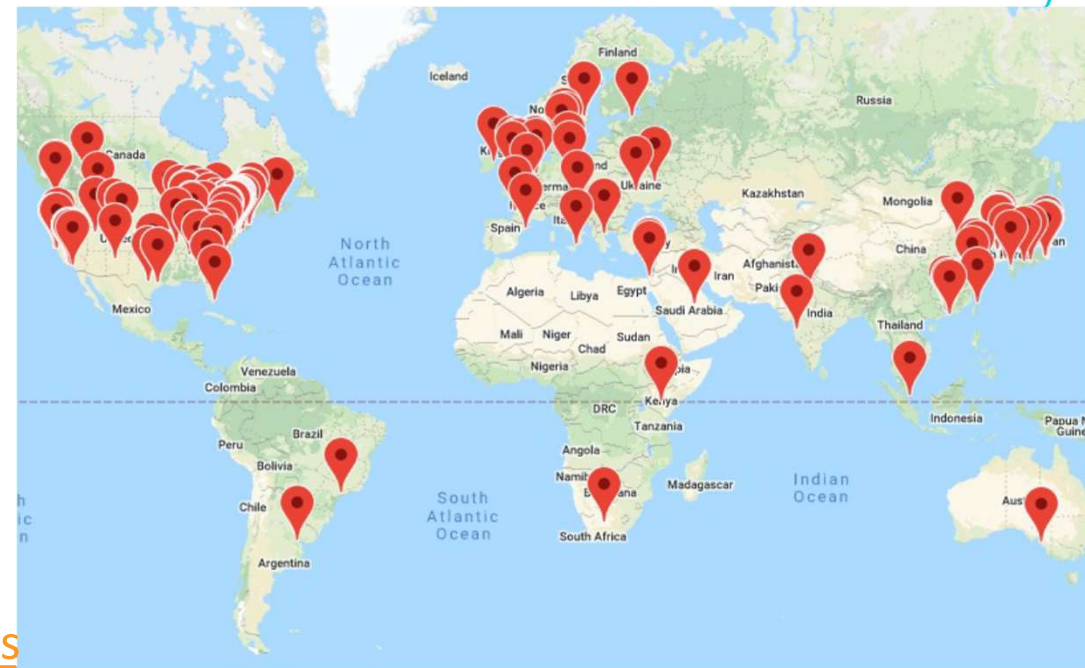 Finland
Iceland
Russia
Canada
Ukraine
Kazakhstan
Mongolia
Spain
North
Atlantic
Ocean
China
Iran
Mexico
Algeria
Libya
Egypt
Saudi Arabia
India
Mali
Niger
Sudan
Thailand
Chad
Nigeria
Venezuela
Colombia
DRC
Kenya
Indonesia
Tanzania
Peru
Brazil
Angola
Bolivia
Madagascar
Indian
Ocean
South
Atlantic
Ocean
Chile
South Africa
Argentina
s